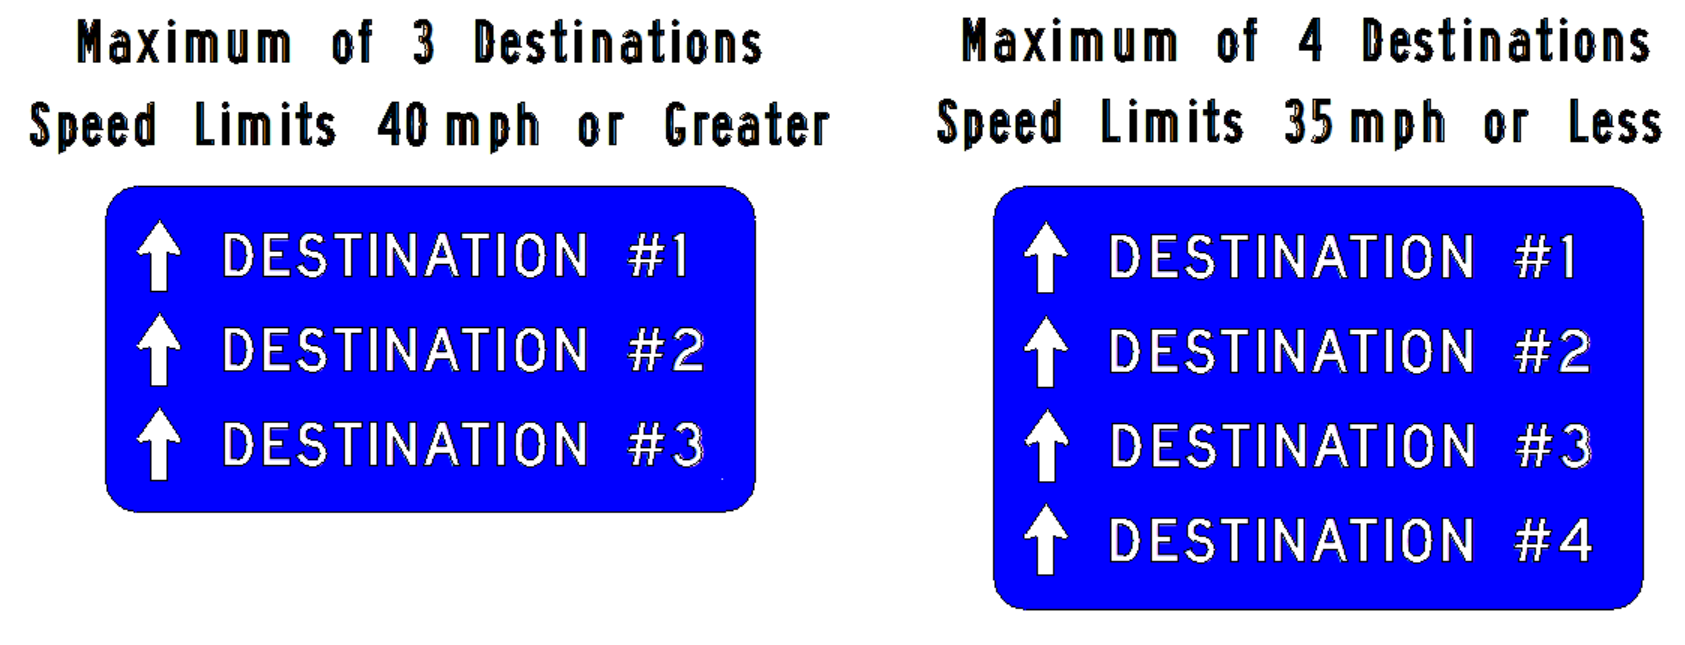 Maximum of 3 Destinations
Speed Limits 40 mph or Greater
DESTINATION #1
DESTINATION #2
DESTINATION #3
Maximum of 4 Destinations
Speed Limits 35 mph or Less
DESTINATION #1
DESTINATION #2
DESTINATION #3
DESTINATION #4